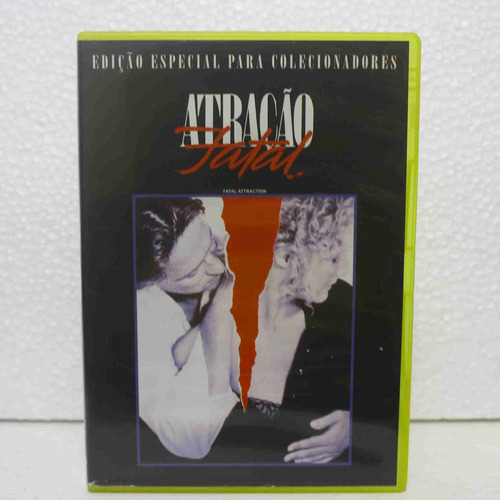 EDIÇÃO ESPECIAL PARA COLECIONADORES
ATRAÇÃO
Fatal
FATAL ATTRACTION